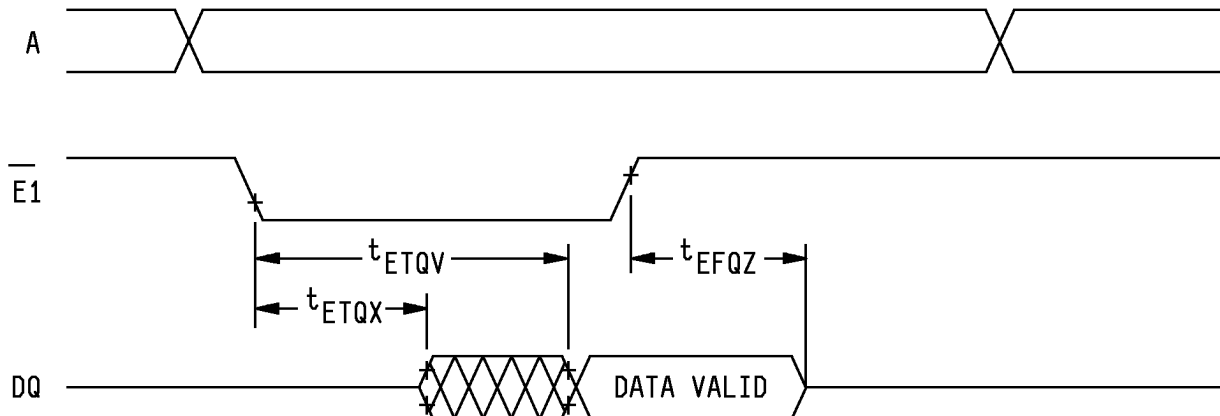 A
E1
tETQV
tEFQZ
tETQX
DQ
DATA VALID